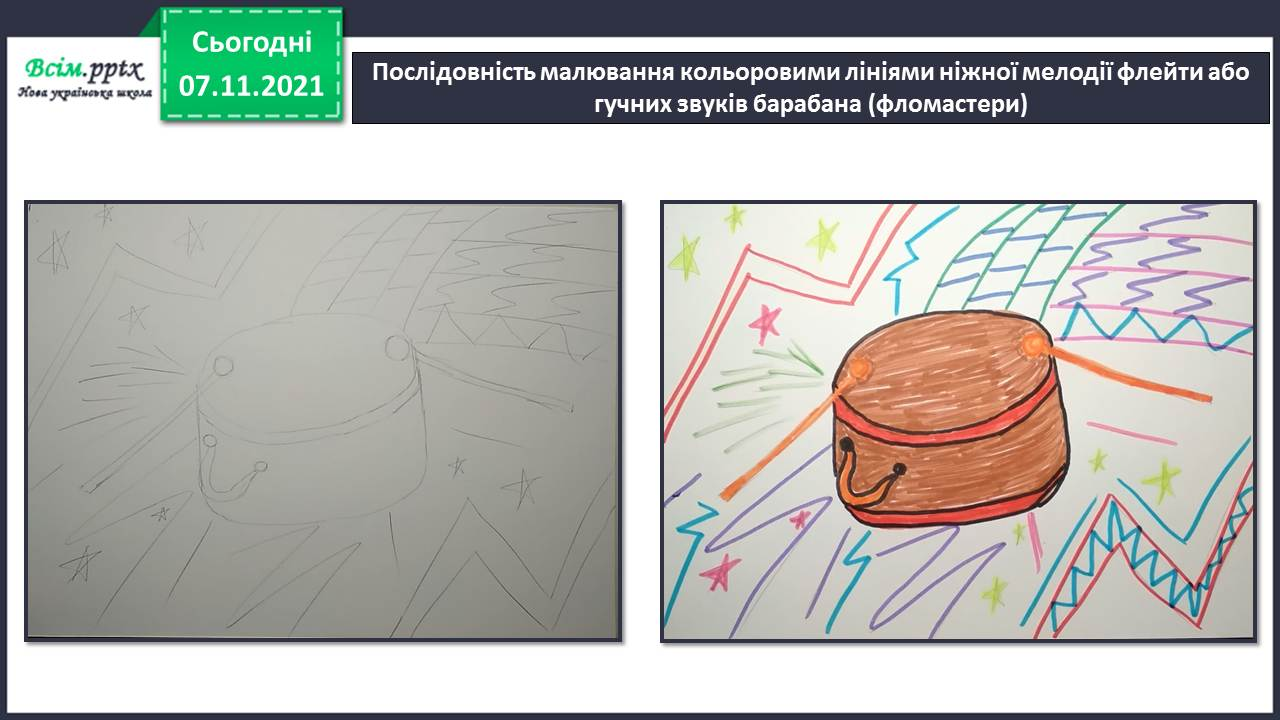 Всім.pptx
Нова українська школа
Сьогодні
07.11.2021
Послідовність малювання кольоровими лініями ніжної мелодії флейти або
гучних звуків барабана (фломастери)